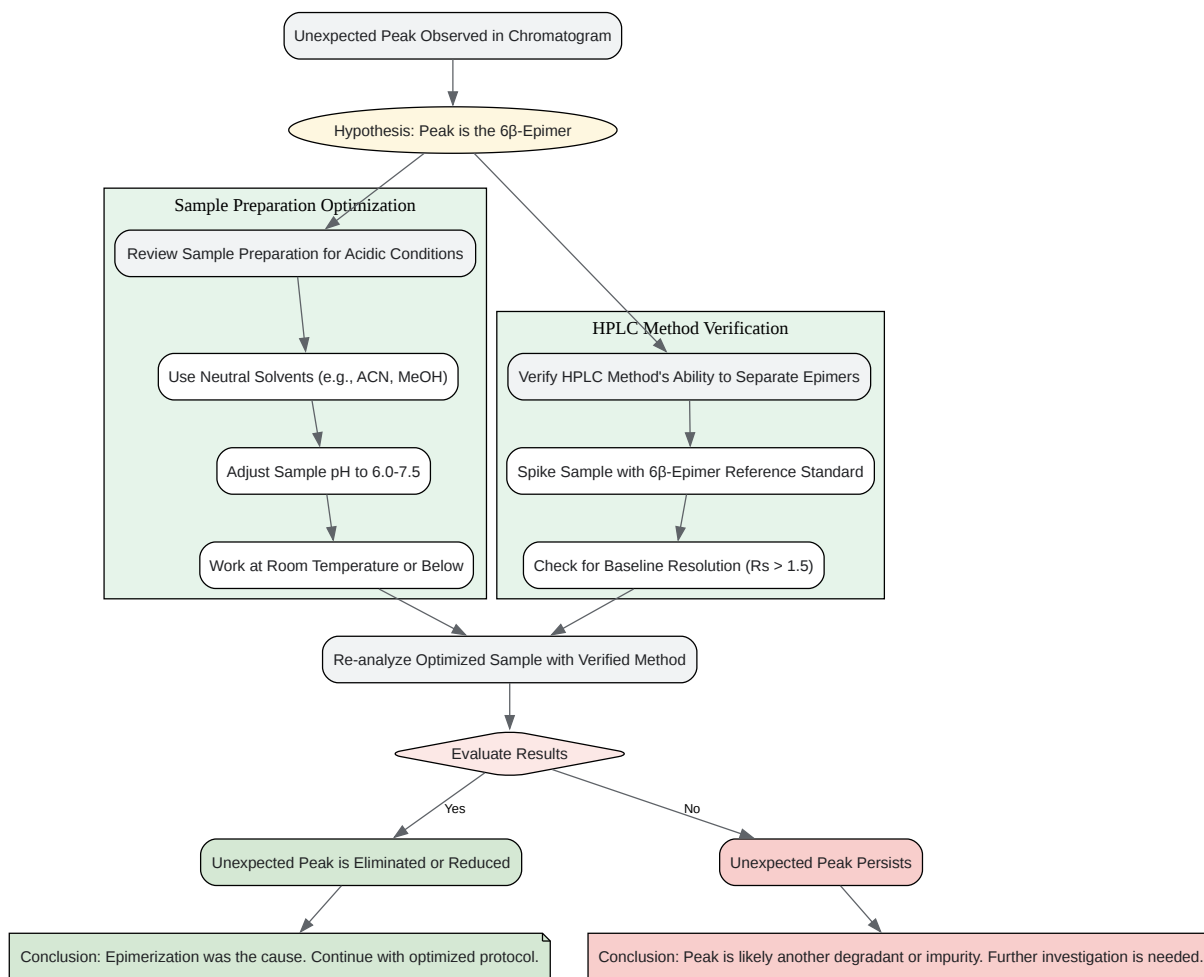 Unexpected Peak Observed in Chromatogram
Hypothesis: Peak is the 6β-Epimer
Sample Preparation Optimization
Review Sample Preparation for Acidic Conditions
Use Neutral Solvents (e.g., ACN, MeOH)
Adjust Sample pH to 6.0-7.5
Work at Room Temperature or Below
HPLC Method Verification
Verify HPLC Method's Ability to Separate Epimers
Spike Sample with 6β-Epimer Reference Standard
Check for Baseline Resolution (Rs > 1.5)
Re-analyze Optimized Sample with Verified Method
Evaluate Results
Yes
No
Unexpected Peak is Eliminated or Reduced
Unexpected Peak Persists
Conclusion: Epimerization was the cause. Continue with optimized protocol.
Conclusion: Peak is likely another degradant or impurity. Further investigation is needed.